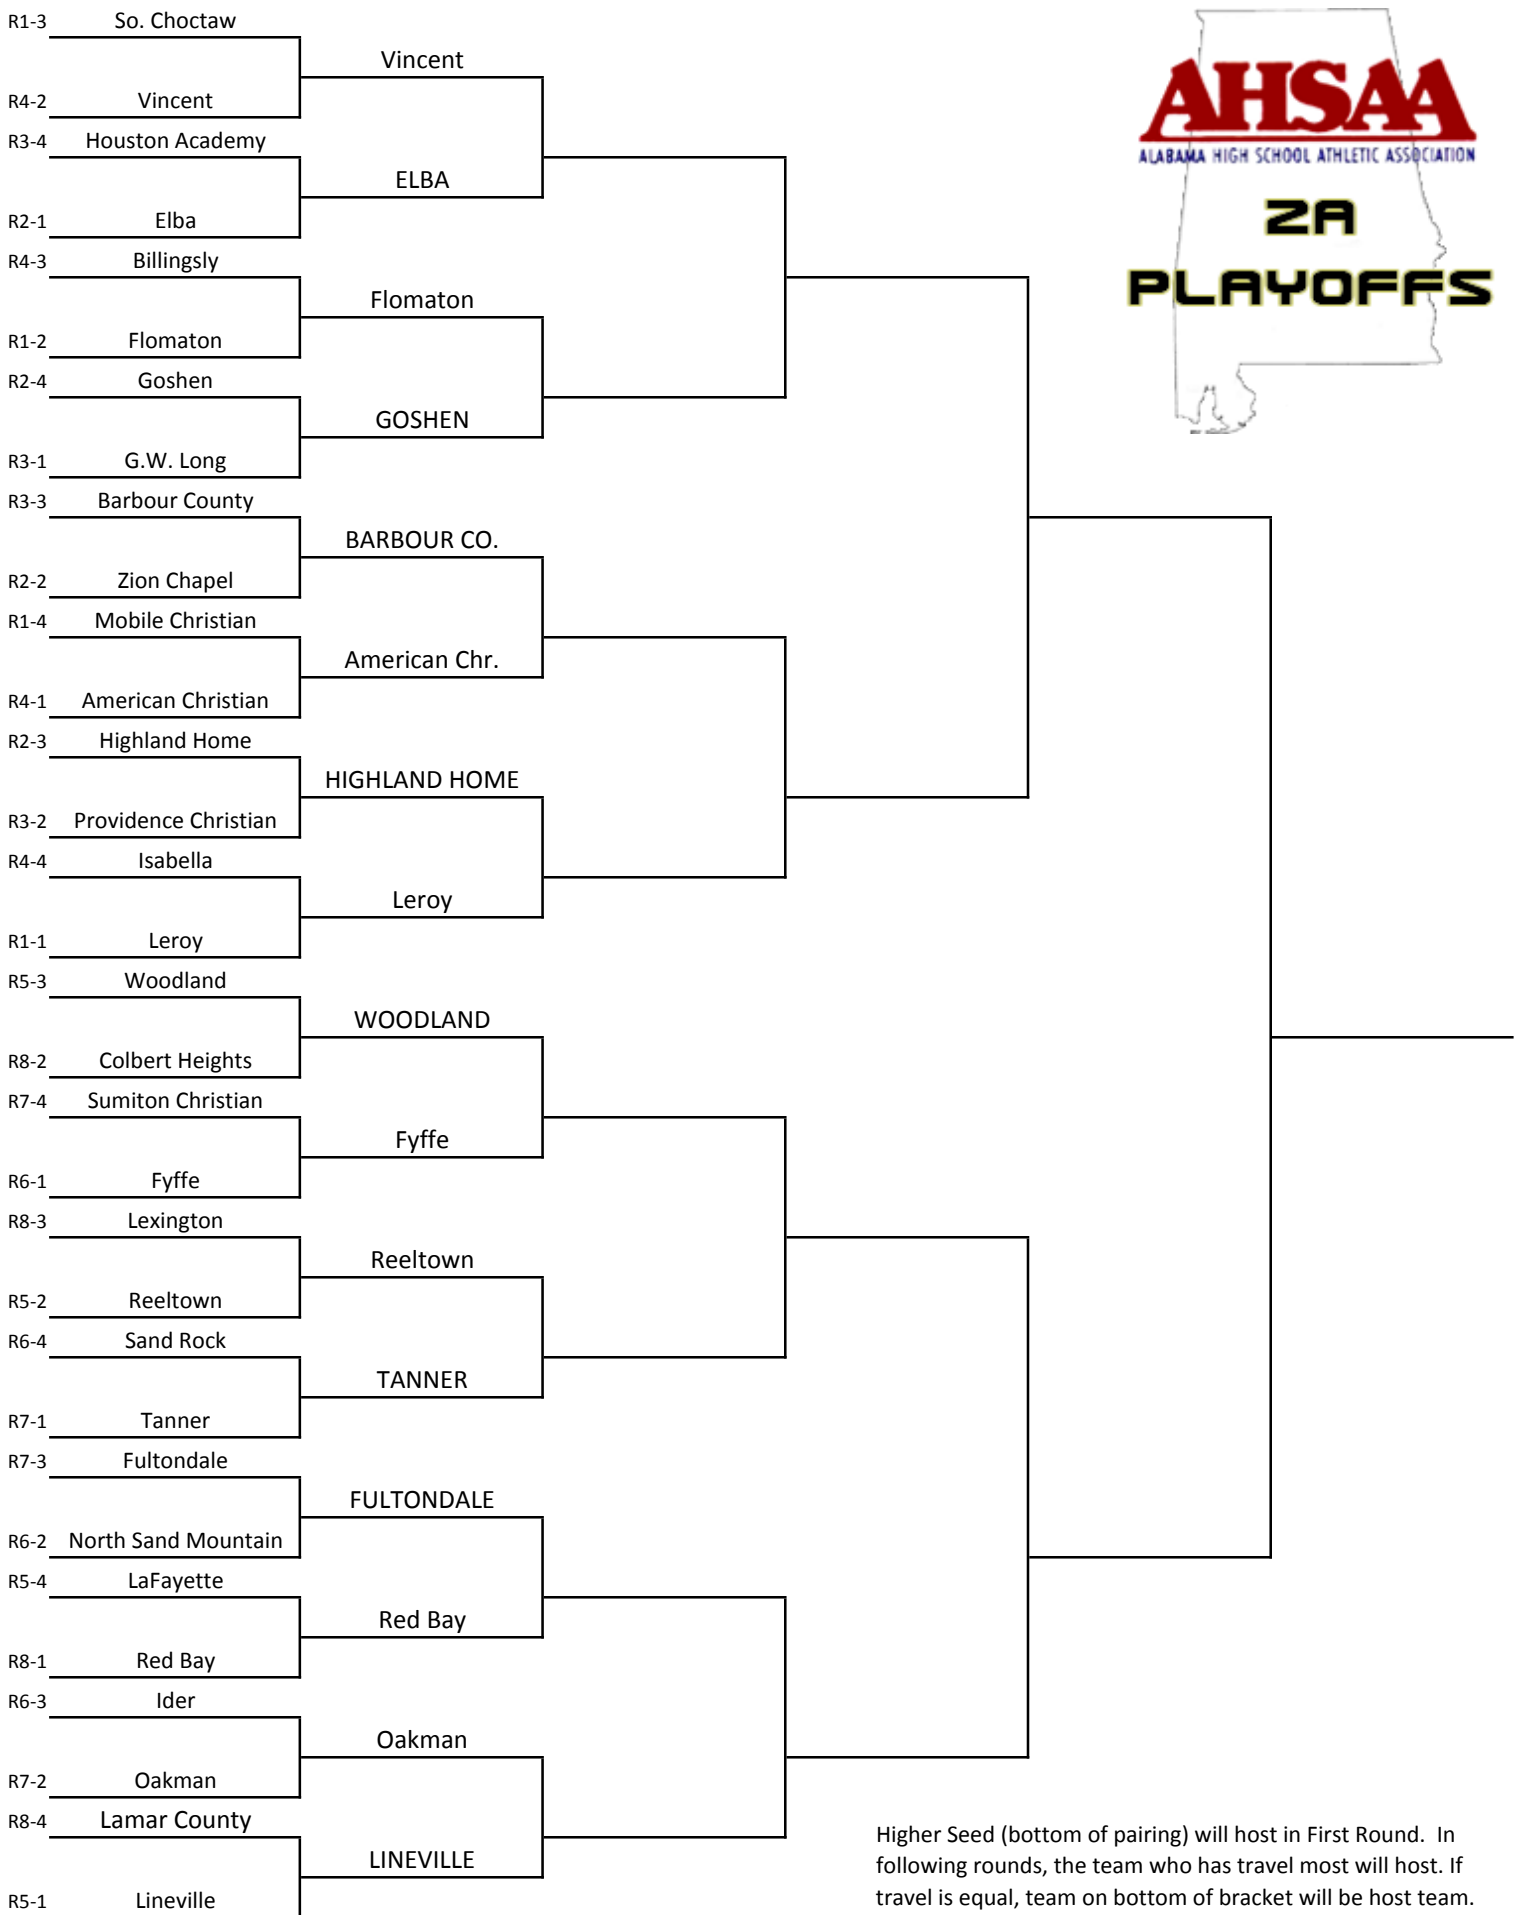 R1-3 So. Choctaw
Vincent
R4-2 Vincent
R3-4 Houston Academy
ELBA
R2-1 Elba
R4-3 Billingsly
Flomaton
R1-2 Flomaton
R2-4 Goshen
GOSHEN
R3-1 G.W. Long
R3-3 Barbour County
BARBOUR CO.
R2-2 Zion Chapel
R1-4 Mobile Christian
American Chr.
R4-1 American Christian
R2-3 Highland Home
HIGHLAND HOME
R3-2 Providence Christian
R4-4 Isabella
Leroy
R1-1 Leroy
R5-3 Woodland
WOODLAND
R8-2 Colbert Heights
R7-4 Sumiton Christian
Fyffe
R6-1 Fyffe
R8-3 Lexington
Reeltown
R5-2 Reeltown
R6-4 Sand Rock
TANNER
R7-1 Tanner
R7-3 Fultondale
FULTONDALE
R6-2 North Sand Mountain
R5-4 LaFayette
Red Bay
R8-1 Red Bay
R6-3 Ider
Oakman
R7-2 Oakman
R8-4 Lamar County
LINEVILLE
R5-1 Lineville
AHSAA
ALABAMA HIGH SCHOOL ATHLETIC ASSOCIATION
2A
PLAYOFFS
Higher Seed (bottom of pairing) will host in First Round. In
following rounds, the team who has travel most will host. If
travel is equal, team on bottom of bracket will be host team.